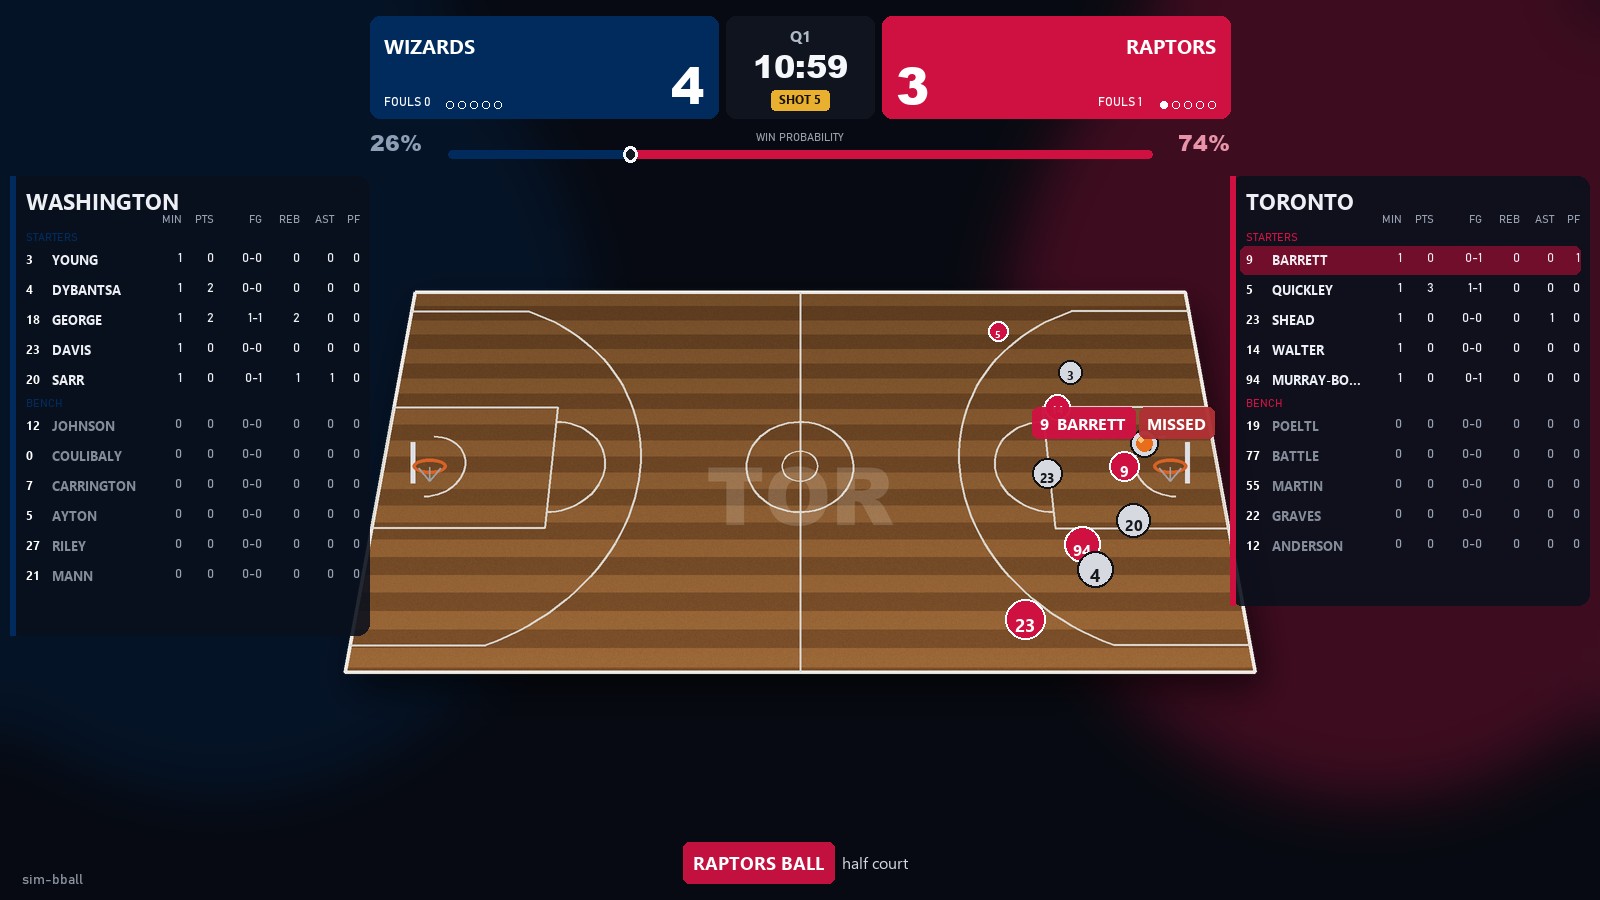 WIZARDS
4
FOULS 0
Q1
10:59
SHOT 5
RAPTORS
3
FOULS 1
26%
WIN PROBABILITY
74%
WASHINGTON
MIN PTS FG REB AST PF
STARTERS
3 YOUNG 1 0 0-0 0 0 0
4 DYBANTSA 1 2 0-0 0 0 0
18 GEORGE 1 2 1-1 2 0 0
23 DAVIS 1 0 0-0 0 0 0
20 SARR 1 0 0-1 1 1 0
BENCH
12 JOHNSON 0 0 0-0 0 0 0
0 COULIBALY 0 0 0-0 0 0 0
7 CARRINGTON 0 0 0-0 0 0 0
5 AYTON 0 0 0-0 0 0 0
27 RILEY 0 0 0-0 0 0 0
21 MANN 0 0 0-0 0 0 0
TORONTO
MIN PTS FG REB AST PF
STARTERS
9 BARRETT 1 0 0-1 0 0 1
5 QUICKLEY 1 3 1-1 0 0 0
23 SHEAD 1 0 0-0 0 1 0
14 WALTER 1 0 0-0 0 0 0
94 MURRAY-BO... 1 0 0-1 0 0 0
BENCH
19 POELTL 0 0 0-0 0 0 0
77 BATTLE 0 0 0-0 0 0 0
55 MARTIN 0 0 0-0 0 0 0
22 GRAVES 0 0 0-0 0 0 0
12 ANDERSON 0 0 0-0 0 0 0
5
3
9 BARRETT MISSED
9
23
TOR
20
94
4
23
RAPTORS BALL half court
sim-bball